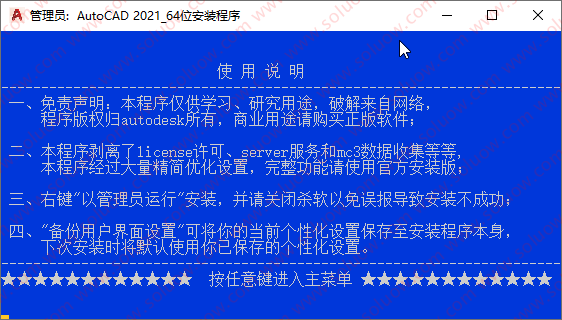 管理员: AutoCAD 2021_64位安装程序
使 用 说 明
一、免责声明：本程序仅供学习、研究用途，破解来自网络，
程序版权归autodesk所有，商业用途请购买正版软件；
二、本程序剥离了license许可、server服务和mc3数据收集等等,
本程序经过大量精简优化设置，完整功能请使用官方安装版；
三、右键"以管理员运行"安装，并请关闭杀软以免误报导致安装不成功；
四、"备份用户界面设置"可将你的当前个性化设置保存至安装程序本身，
下次安装时将默认使用你已保存的个性化设置。
★★★★★★★★★★★★ 按任意键进入主菜单 ★★★★★★★★★★★★